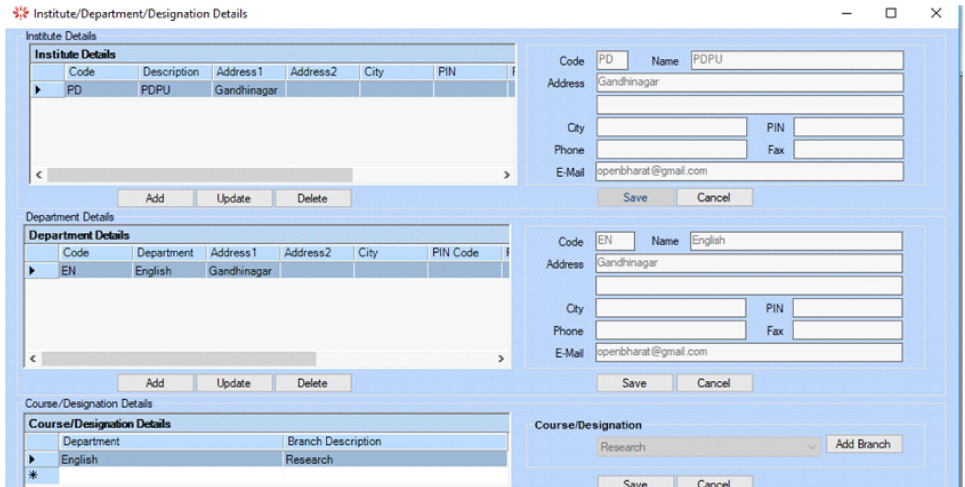 Institute/Department/Designation Details
Institute Details
Institute Details
Code Description Address1 Address2 City PIN
PD PDPU Gandhinagar
Code PD Name PDPU
Address Gandhinagar
City PIN
Phone Fax
E-Mail openbharat@gmail.com
Add Update Delete
Save Cancel
Department Details
Department Details
Code Department Address1 Address2 City PIN Code
EN English Gandhinagar
Code EN Name English
Address Gandhinagar
City PIN
Phone Fax
E-Mail openbharat@gmail.com
Add Update Delete
Save Cancel
Course/Designation Details
Course/Designation Details
Department Branch Description
English Research
Course/Designation
Research Add Branch
Save Cancel